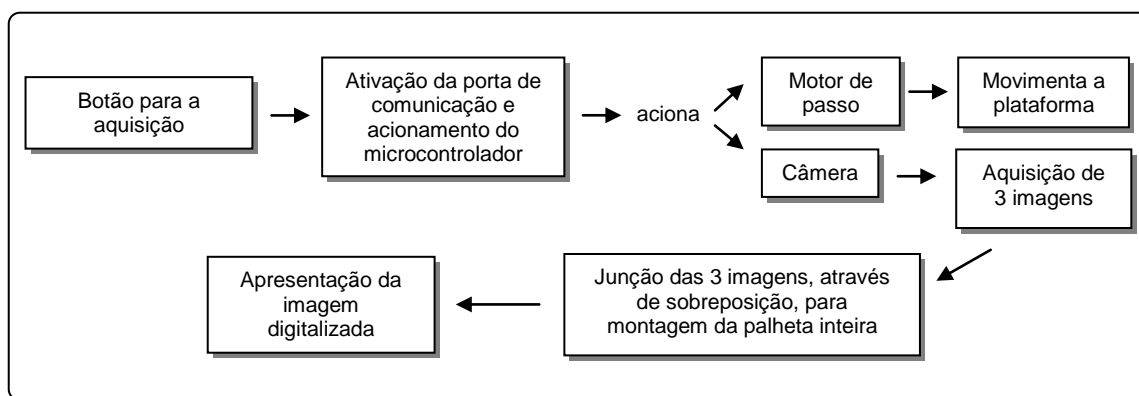 Botão para a
aquisição
Ativação da porta de
comunicação e
acionamento do
microcontrolador
aciona
Motor de
passo
Movimenta a
plataforma
Câmera
Aquisição de
3 imagens
Junção das 3 imagens, através
de sobreposição, para
montagem da palheta inteira
Apresentação da
imagem
digitalizada